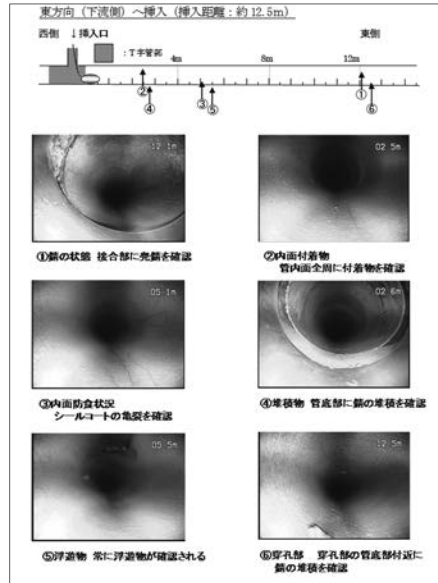 東方向（下流側）へ挿入（挿入距離：約12.5m）
西側 ↓挿入口 ：T字管部 4m 8m 12m 東側
② ④ ③ ⑤ ① ⑥
12.1m 02.5m
①錆の状態 接合部に発錆を確認
②内面付着物
管内面全周に付着物を確認
05.1m 02.6m
③内面防食状況
シールコートの亀裂を確認
④堆積物 管底部に錆の堆積を確認
05.5m 12.5m
⑤浮遊物 常に浮遊物が確認される
⑥穿孔部 穿孔部の管底部付近に
錆の堆積を確認